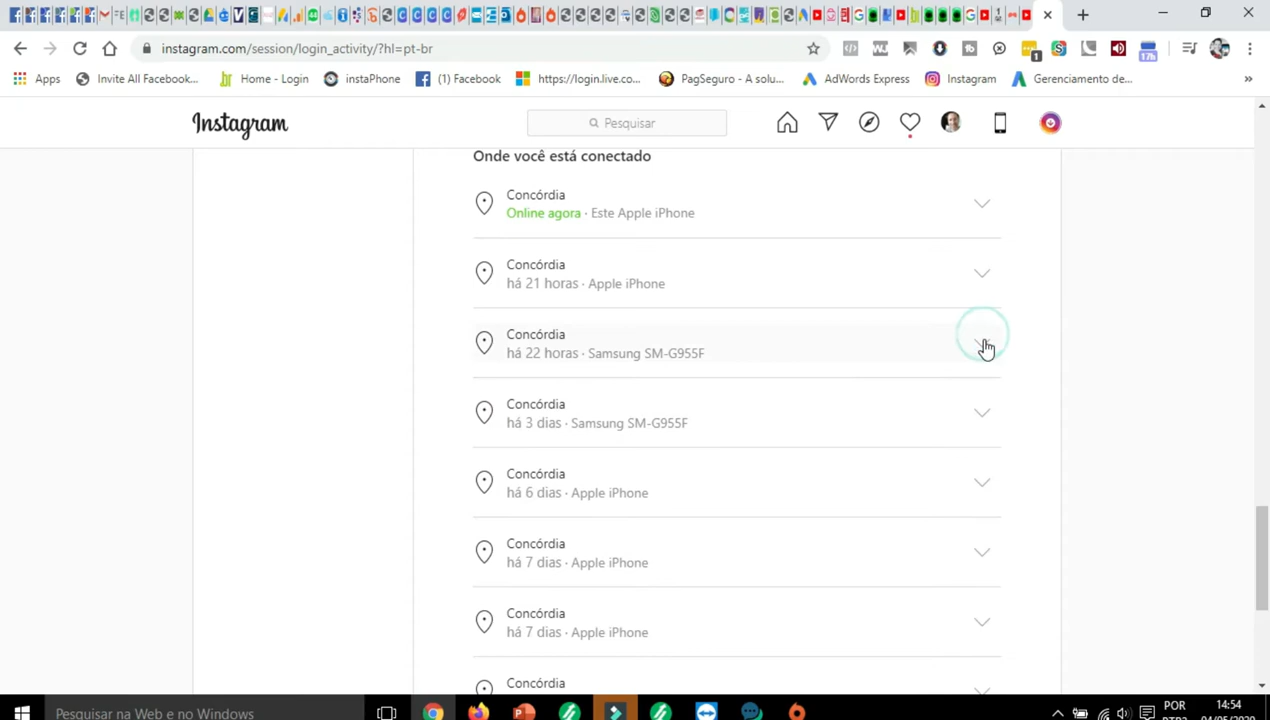 instagram.com/session/login_activity/?hl=pt-br
1
17h
Apps
Invite All Facebook...
Home - Login
instaPhone
(1) Facebook
https://login.live.co...
PagSeguro - A solu...
AdWords Express
Instagram
Gerenciamento de...
»
Instagram
Pesquisar
Onde você está conectado
Concórdia
Online agora · Este Apple iPhone
Concórdia
há 21 horas · Apple iPhone
Concórdia
há 22 horas · Samsung SM-G955F
Concórdia
há 3 dias · Samsung SM-G955F
Concórdia
há 6 dias · Apple iPhone
Concórdia
há 7 dias · Apple iPhone
Concórdia
há 7 dias · Apple iPhone
Concórdia
Pesquisar na Web e no Windows
POR
14:54